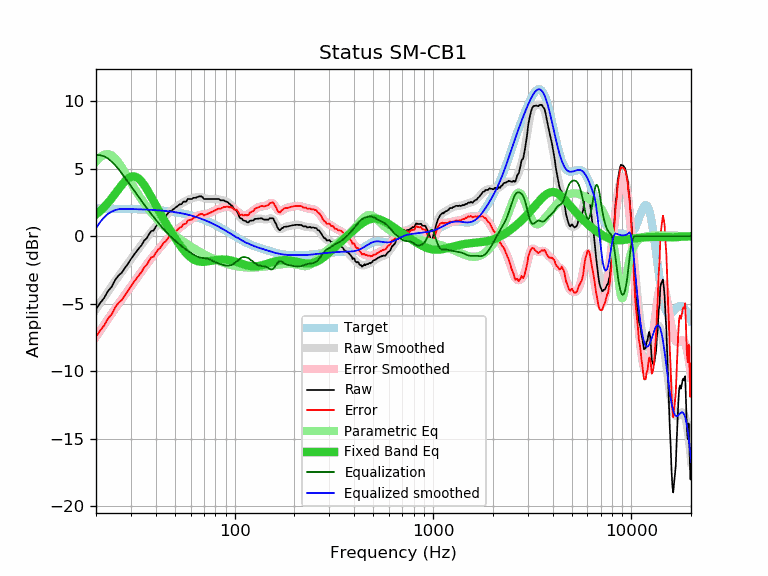 Status SM-CB1
10
5
0
−5
−10
−15
−20
Amplitude (dBr)
Target
Raw Smoothed
Error Smoothed
Raw
Error
Parametric Eq
Fixed Band Eq
Equalization
Equalized smoothed
100
1000
10000
Frequency (Hz)